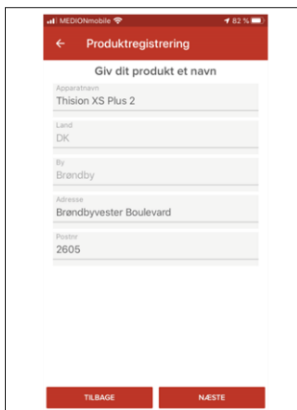 MEDIONmobile 82 %
Produktregistrering
Giv dit produkt et navn
Apparatnavn
Thision XS Plus 2
Land
DK
By
Brøndby
Adresse
Brøndbyvester Boulevard
Postnr
2605
TILBAGE NÆSTE